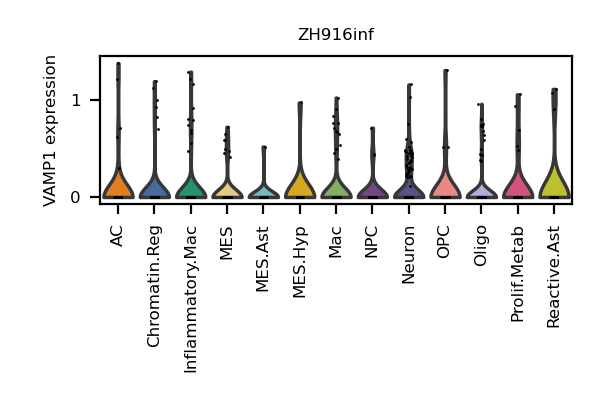 ZH916inf
VAMP1 expression
1
0
AC
Chromatin.Reg
Inflammatory.Mac
MES
MES.Ast
MES.Hyp
Mac
NPC
Neuron
OPC
Oligo
Prolif.Metab
Reactive.Ast